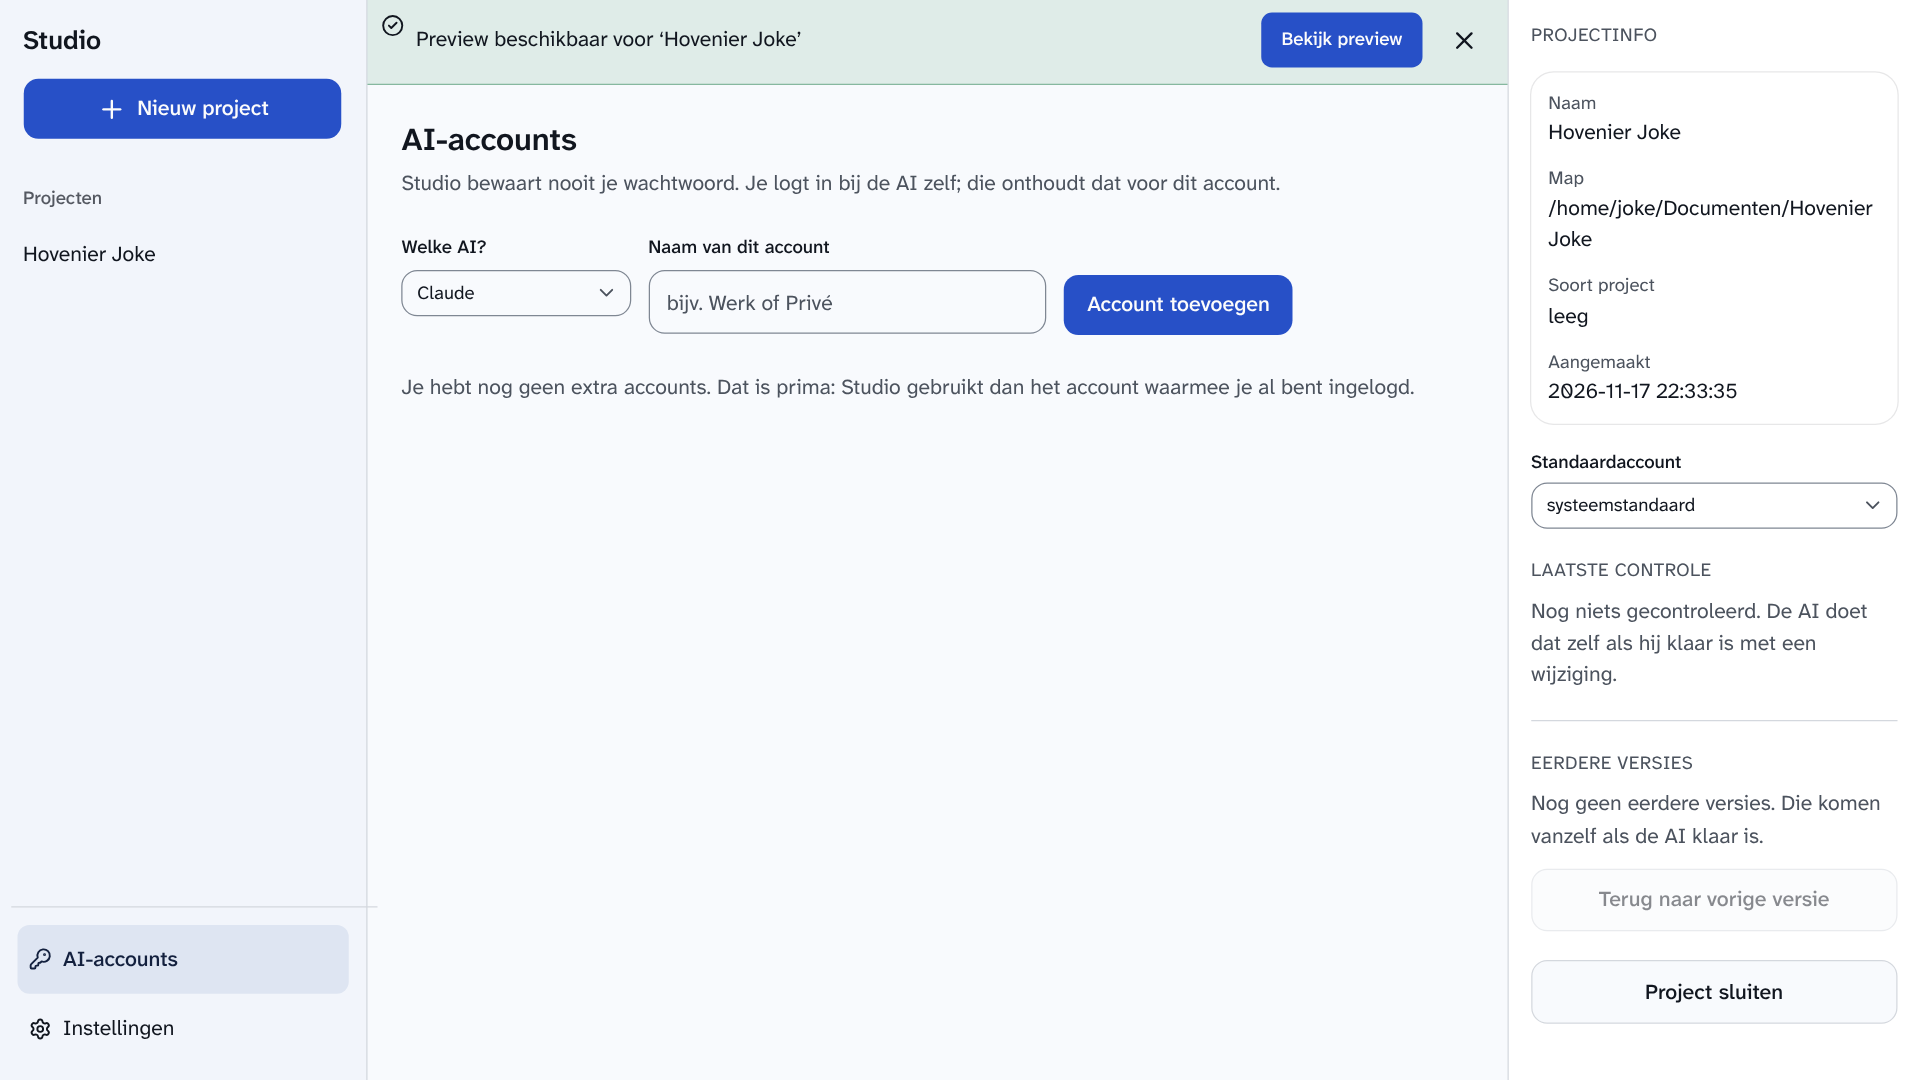 Studio
Nieuw project
Projecten
Hovenier Joke
AI-accounts
Instellingen
Preview beschikbaar voor ‘Hovenier Joke’
Bekijk preview
AI-accounts
Studio bewaart nooit je wachtwoord. Je logt in bij de AI zelf; die onthoudt dat voor dit account.
Welke AI?
Claude
Naam van dit account
bijv. Werk of Privé
Account toevoegen
Je hebt nog geen extra accounts. Dat is prima: Studio gebruikt dan het account waarmee je al bent ingelogd.
PROJECTINFO
Naam
Hovenier Joke
Map
/home/joke/Documenten/Hovenier
Joke
Soort project
leeg
Aangemaakt
2026-11-17 22:33:35
Standaardaccount
systeemstandaard
LAATSTE CONTROLE
Nog niets gecontroleerd. De AI doet
dat zelf als hij klaar is met een
wijziging.
EERDERE VERSIES
Nog geen eerdere versies. Die komen
vanzelf als de AI klaar is.
Terug naar vorige versie
Project sluiten